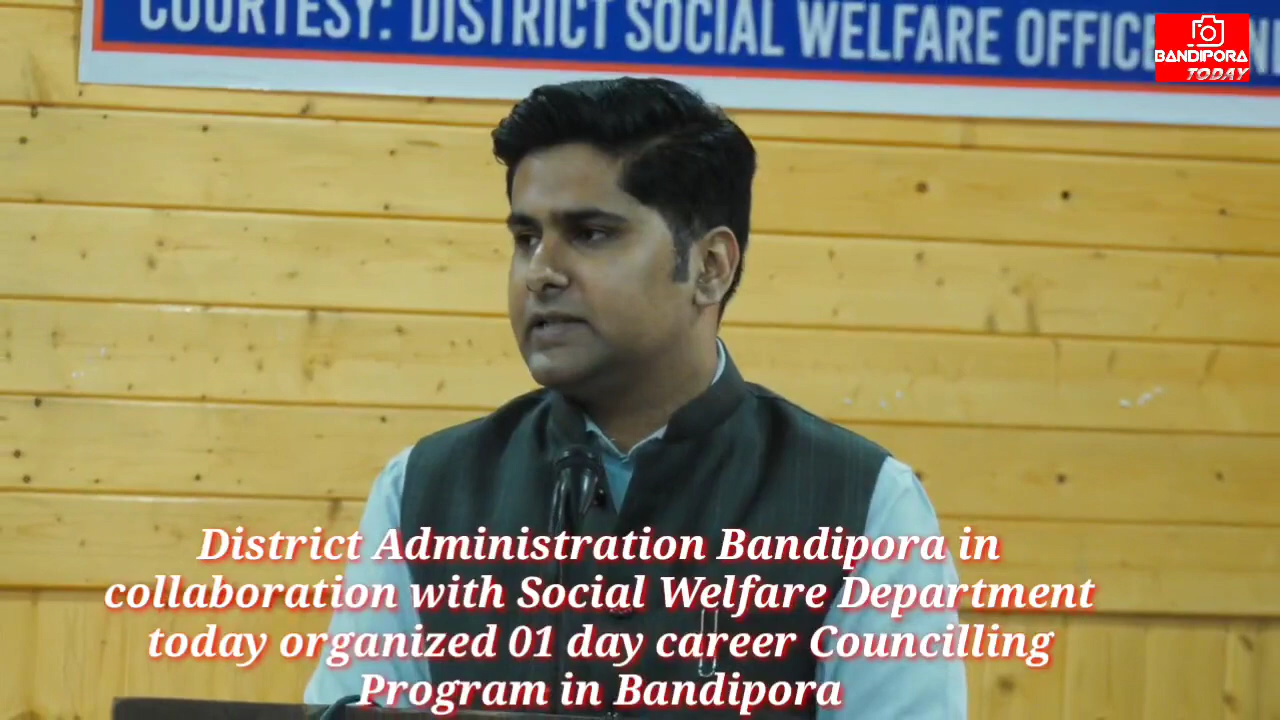 COURTESY: DISTRICT SOCIAL WELFARE OFFICE
BANDIPORA
TODAY
District Administration Bandipora in
collaboration with Social Welfare Department
today organized 01 day career Councilling
Program in Bandipora